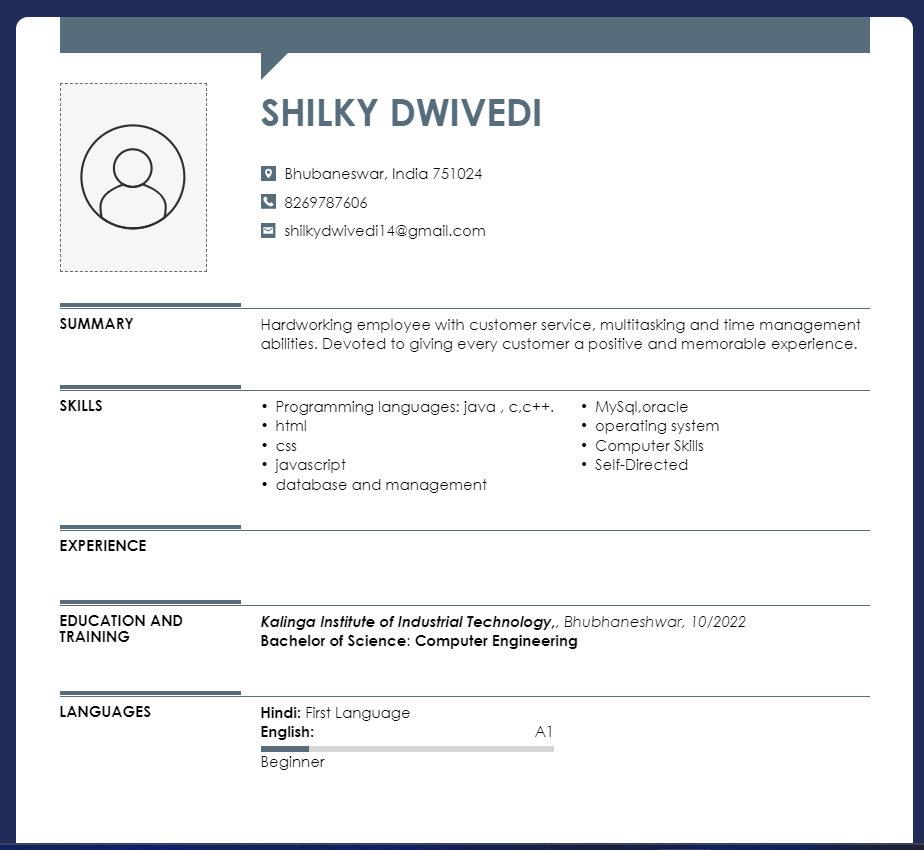 SHILKY DWIVEDI
Bhubaneswar, India 751024
8269787606
shilkydwivedi14@gmail.com
SUMMARY
Hardworking employee with customer service, multitasking and time management
abilities. Devoted to giving every customer a positive and memorable experience.
SKILLS
• Programming languages: java , c,c++.
• html
• css
• javascript
• database and management
• MySql,oracle
• operating system
• Computer Skills
• Self-Directed
EXPERIENCE
EDUCATION AND
TRAINING
Kalinga Institute of Industrial Technology,, Bhubhaneshwar, 10/2022
Bachelor of Science: Computer Engineering
LANGUAGES
Hindi: First Language
English: A1
Beginner